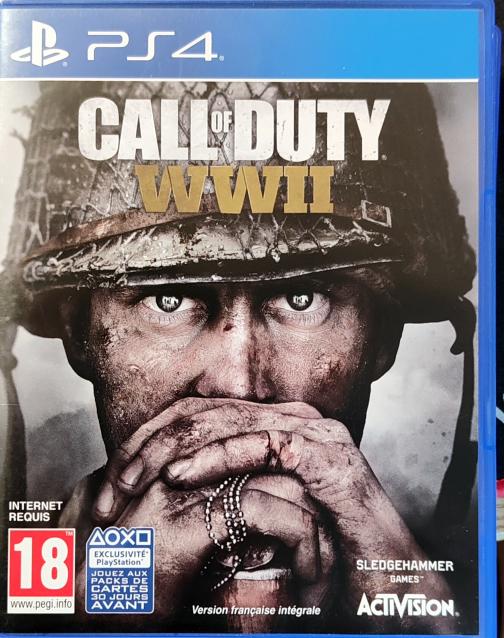 PS4
CALL OF DUTY
WWII
INTERNET
REQUIS
18
www.pegi.info
EXCLUSIVITÉ*
PlayStation®
JOUEZ AUX
PACKS DE
CARTES
30 JOURS
AVANT
Version française intégrale
SLEDGEHAMMER
GAMES™
ACTIVISION®